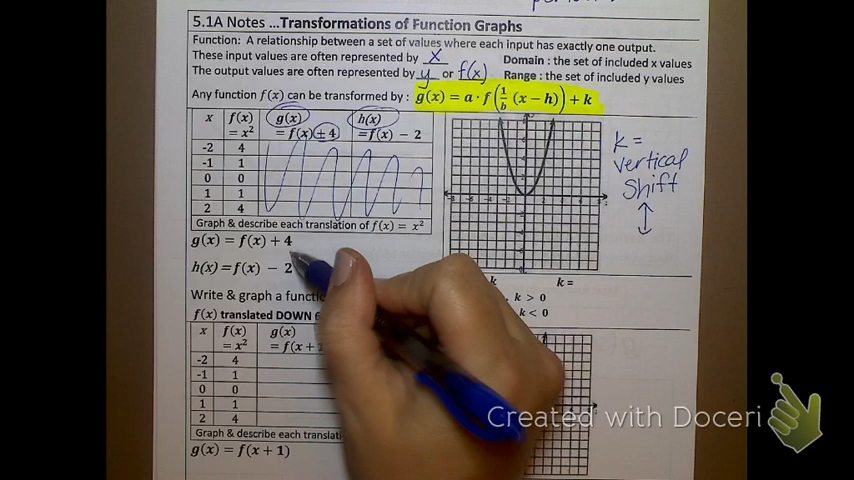 5.1A Notes ...Transformations of Function Graphs
Function: A relationship between a set of values where each input has exactly one output.
These input values are often represented by x
Domain : the set of included x values
The output values are often represented by y or f(x)
Range : the set of included y values
Any function f(x) can be transformed by : g(x) = a · f(1/b (x − h)) + k
x f(x) = x² g(x) = f(x) + 4 h(x) = f(x) − 2
-2 4
-1 1
0 0
1 1
2 4
k =
vertical
shift
Graph & describe each translation of f(x) = x²
g(x) = f(x) + 4
h(x) = f(x) − 2
k k =
Write & graph a functi
k > 0
f(x) translated DOWN 6
k < 0
x f(x) = x² g(x) = f(x + 1
-2 4
-1 1
0 0
1 1
2 4
Graph & describe each translati
g(x) = f(x + 1)
Created with Doceri